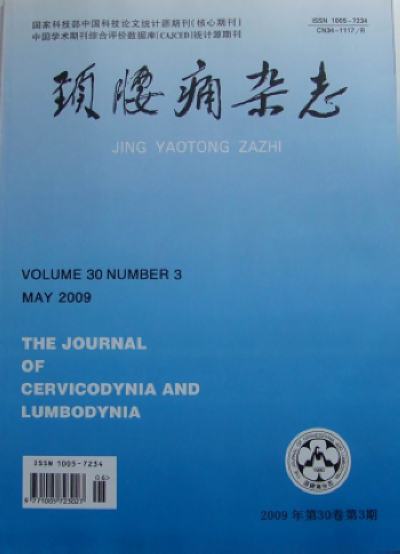 国家科技部中国科技论文统计源期刊(核心期刊)
中国学术期刊综合评价数据库(CAJCED)统计源期刊
ISSN 1005-7234
CN34-1117/R
颈腰痛杂志
JING YAOTONG ZAZHI
VOLUME 30 NUMBER 3
MAY 2009
THE JOURNAL
OF
CERVICODYNIA AND
LUMBODYNIA
ISSN 1005-7234
06
9771005723027
2009年第30卷第3期